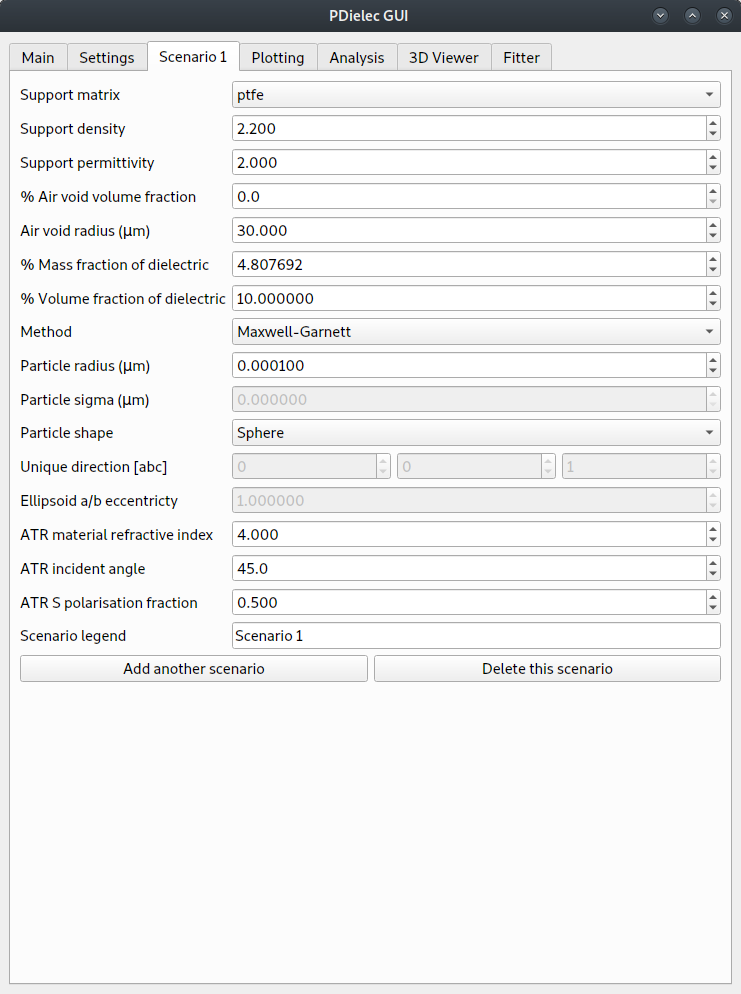 PDielec GUI
Main Settings Scenario 1 Plotting Analysis 3D Viewer Fitter
Support matrix ptfe
Support density 2.200
Support permittivity 2.000
% Air void volume fraction 0.0
Air void radius (μm) 30.000
% Mass fraction of dielectric 4.807692
% Volume fraction of dielectric 10.000000
Method Maxwell-Garnett
Particle radius (μm) 0.000100
Particle sigma (μm) 0.000000
Particle shape Sphere
Unique direction [abc] 0 0 1
Ellipsoid a/b eccentricty 1.000000
ATR material refractive index 4.000
ATR incident angle 45.0
ATR S polarisation fraction 0.500
Scenario legend Scenario 1
Add another scenario Delete this scenario